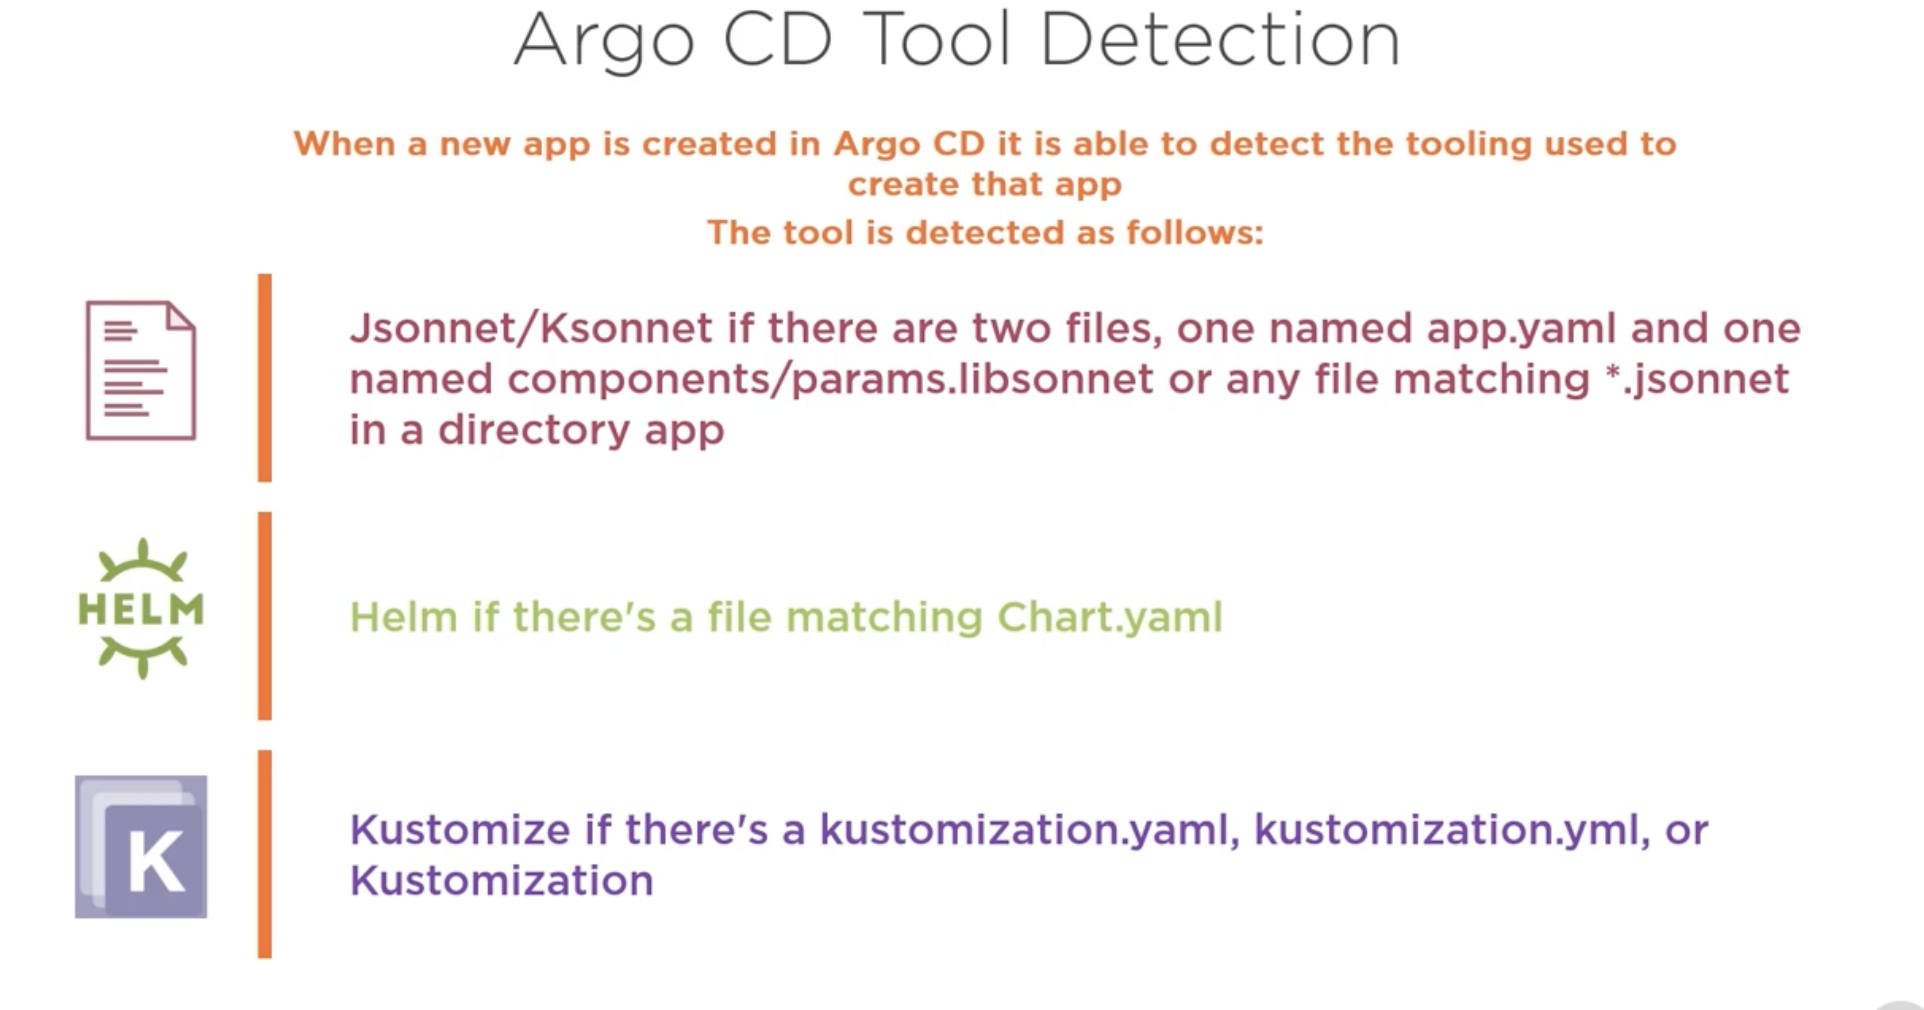 Argo CD Tool Detection
When a new app is created in Argo CD it is able to detect the tooling used to
create that app
The tool is detected as follows:
Jsonnet/Ksonnet if there are two files, one named app.yaml and one
named components/params.libsonnet or any file matching *.jsonnet
in a directory app
HELM
Helm if there's a file matching Chart.yaml
K
Kustomize if there's a kustomization.yaml, kustomization.yml, or
Kustomization